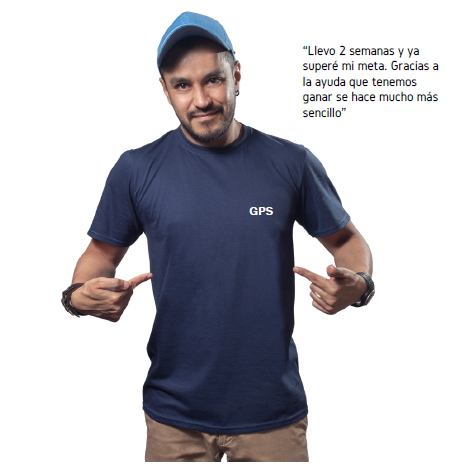 “Llevo 2 semanas y ya
superé mi meta. Gracias a
la ayuda que tenemos
ganar se hace mucho más
sencillo”
GPS